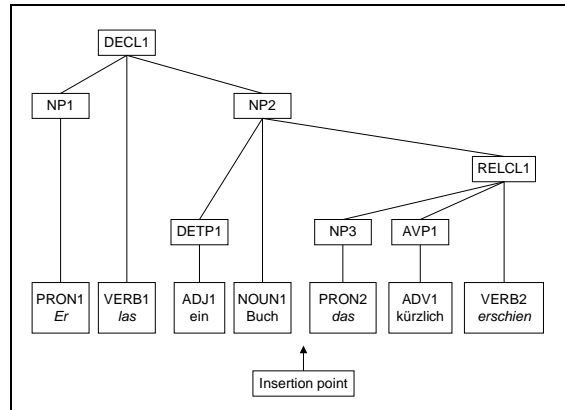 DECL1
NP1
NP2
RELCL1
DETP1
NP3
AVP1
PRON1
Er
VERB1
las
ADJ1
ein
NOUN1
Buch
PRON2
das
ADV1
kürzlich
VERB2
erschien
Insertion point